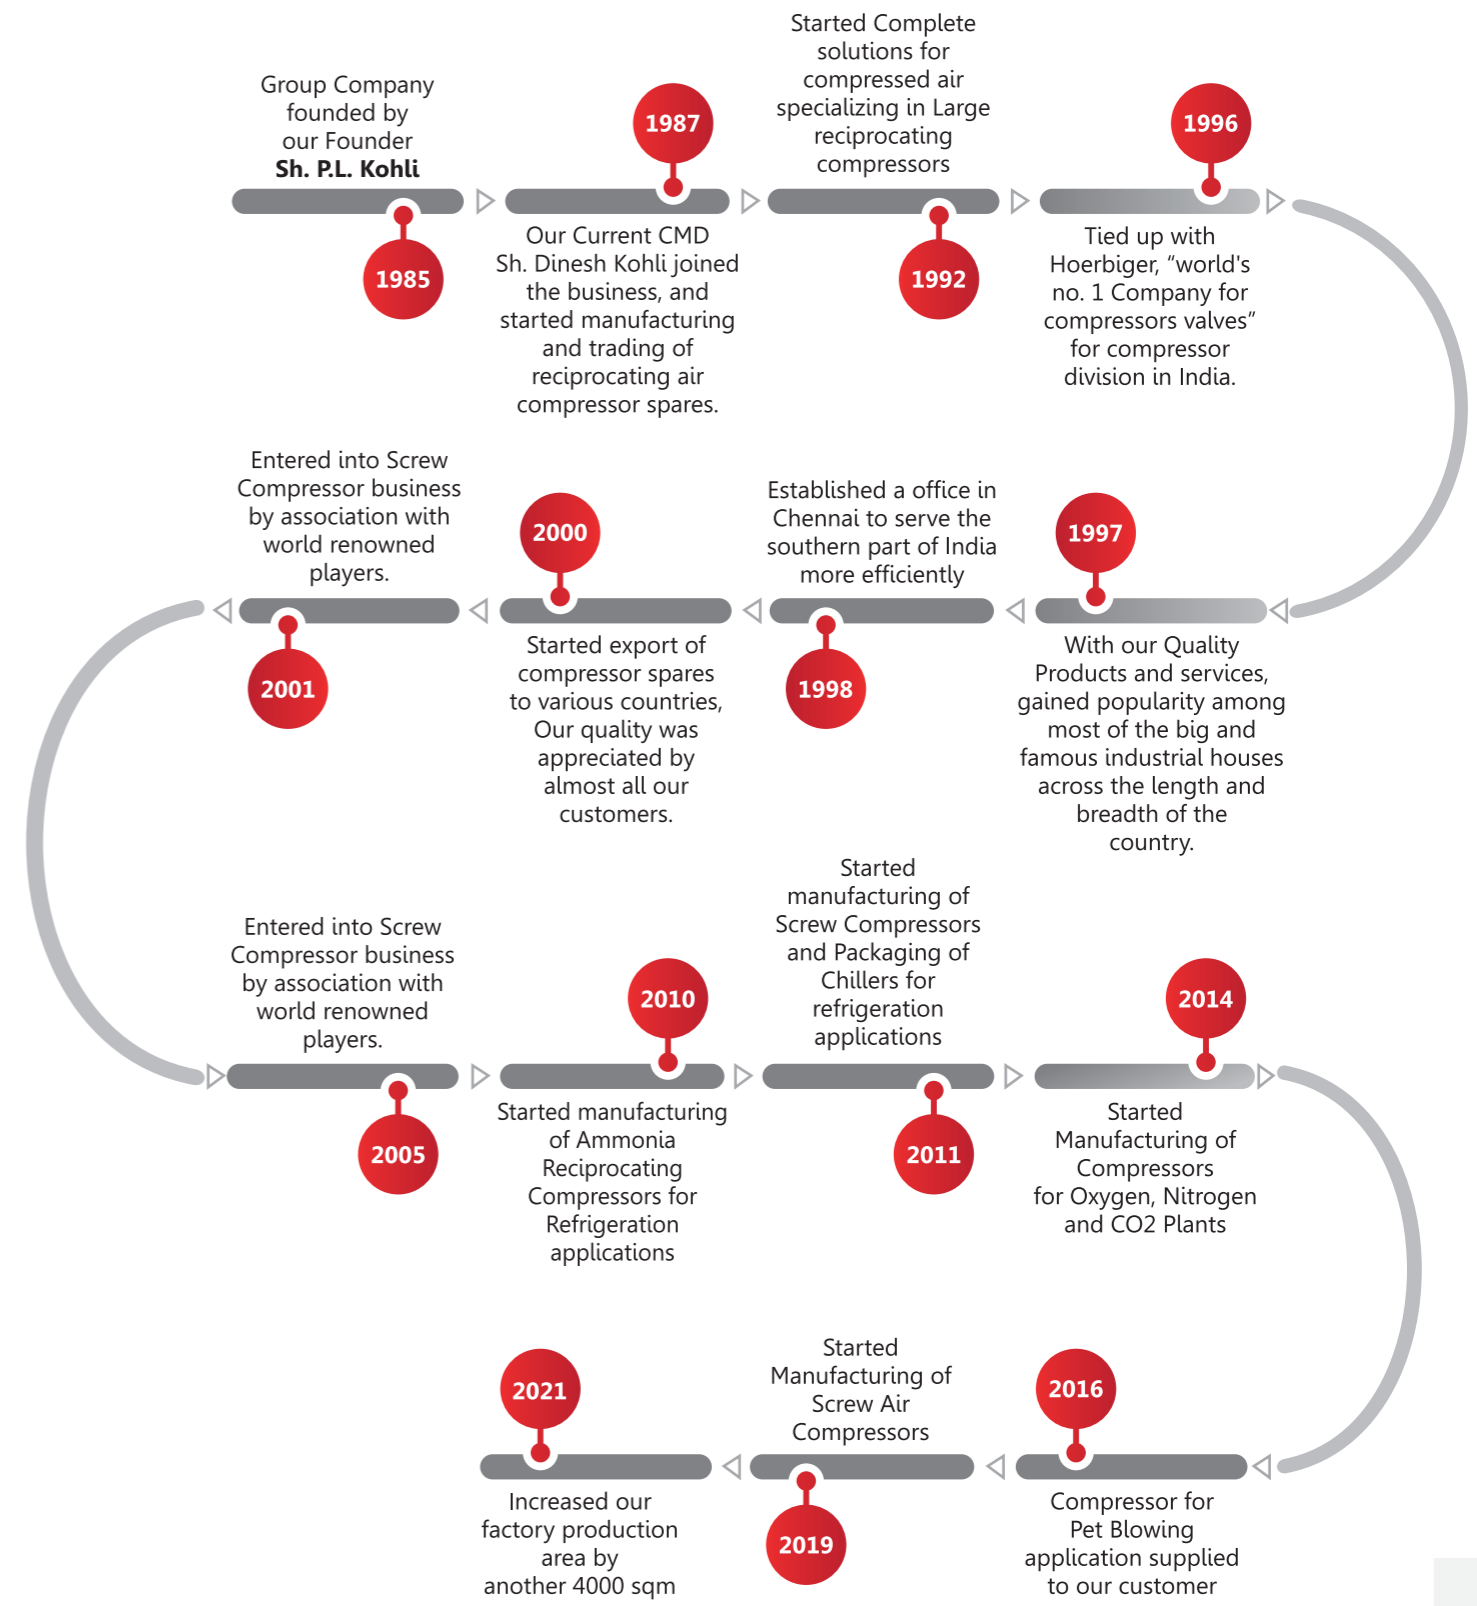 Group Company
founded by
our Founder
Sh. P.L. Kohli
1985
1987
Our Current CMD
Sh. Dinesh Kohli joined
the business, and
started manufacturing
and trading of
reciprocating air
compressor spares.
Started Complete
solutions for
compressed air
specializing in Large
reciprocating
compressors
1992
1996
Tied up with
Hoerbiger, “world's
no. 1 Company for
compressors valves“
for compressor
division in India.
1997
With our Quality
Products and services,
gained popularity among
most of the big and
famous industrial houses
across the length and
breadth of the
country.
Established a office in
Chennai to serve the
southern part of India
more efficiently
1998
2000
Started export of
compressor spares
to various countries,
Our quality was
appreciated by
almost all our
customers.
Entered into Screw
Compressor business
by association with
world renowned
players.
2001
Entered into Screw
Compressor business
by association with
world renowned
players.
2005
2010
Started manufacturing
of Ammonia
Reciprocating
Compressors for
Refrigeration
applications
Started
manufacturing of
Screw Compressors
and Packaging of
Chillers for
refrigeration
applications
2011
2014
Started
Manufacturing of
Compressors
for Oxygen, Nitrogen
and CO2 Plants
2016
Compressor for
Pet Blowing
application supplied
to our customer
Started
Manufacturing of
Screw Air
Compressors
2019
2021
Increased our
factory production
area by
another 4000 sqm